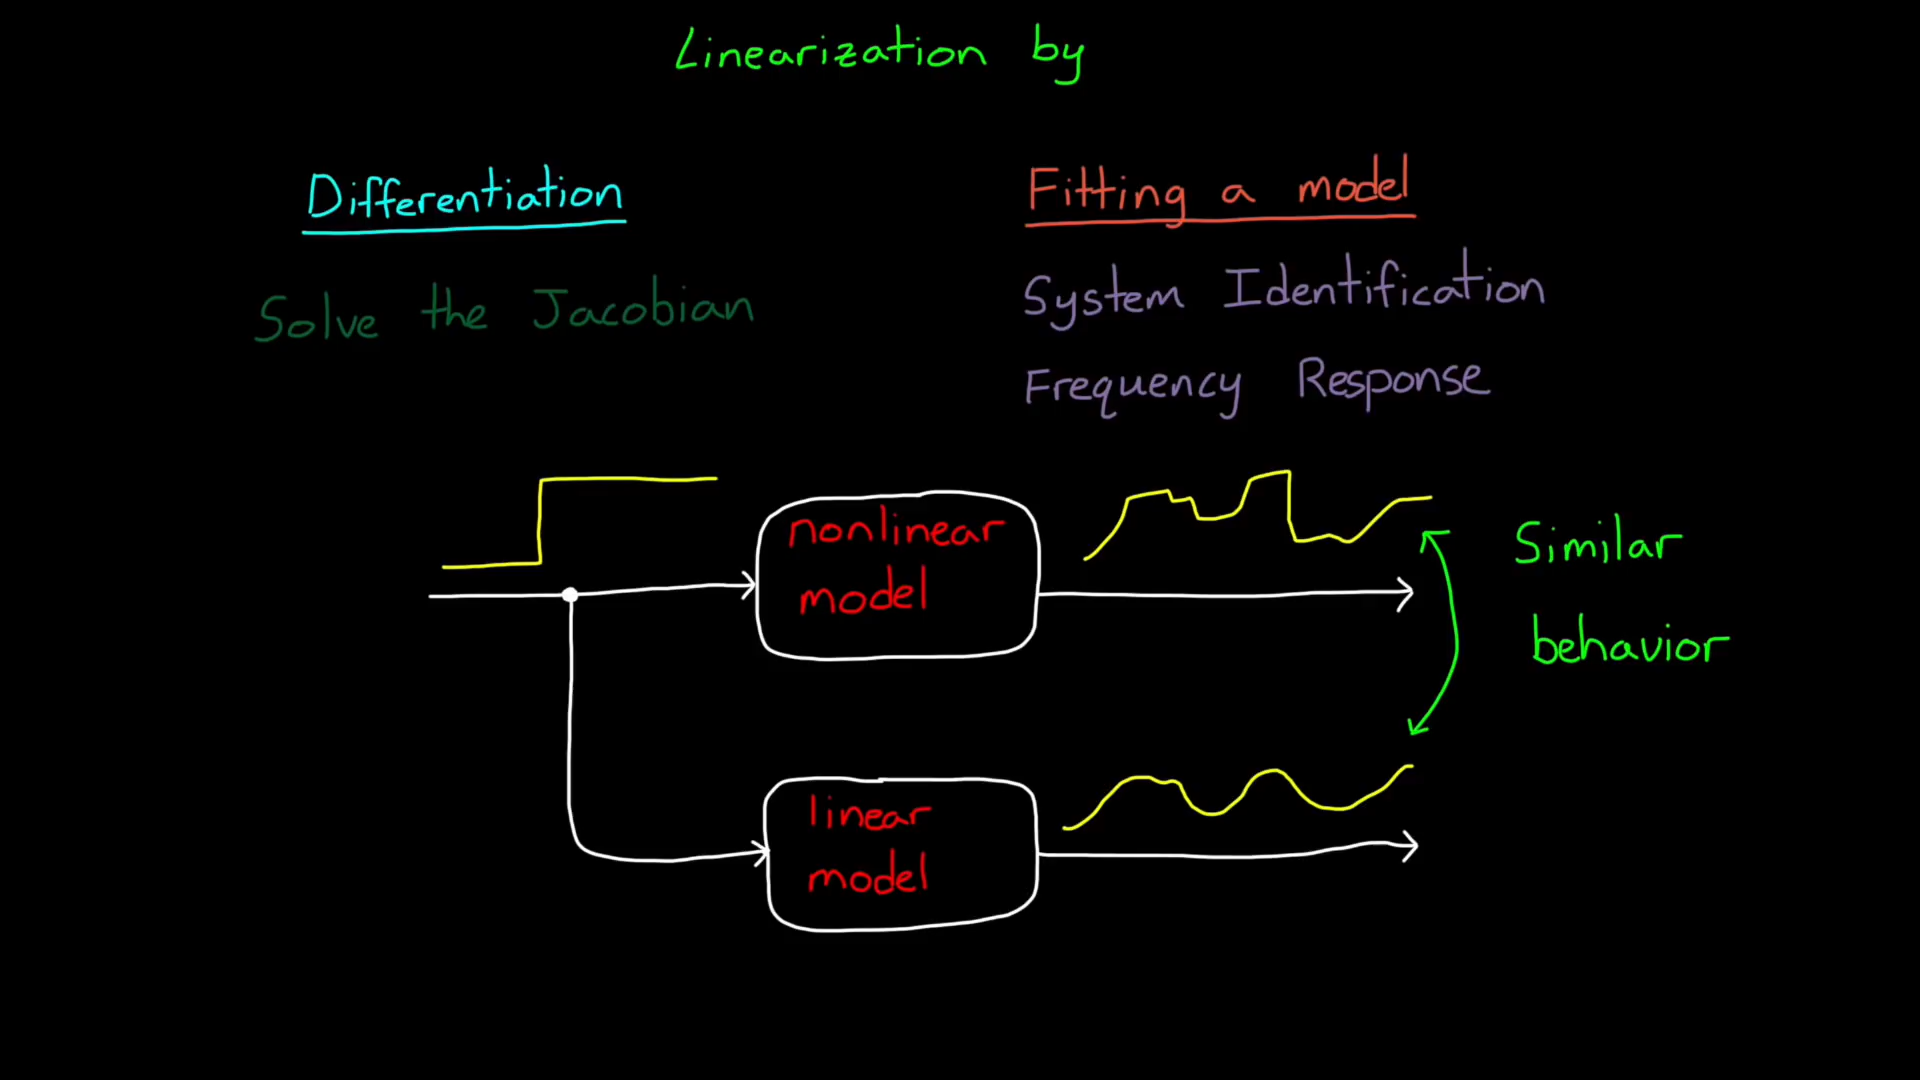 Linearization by
Differentiation
Solve the Jacobian
Fitting a model
System Identification
Frequency Response
nonlinear
model
Similar
behavior
linear
model